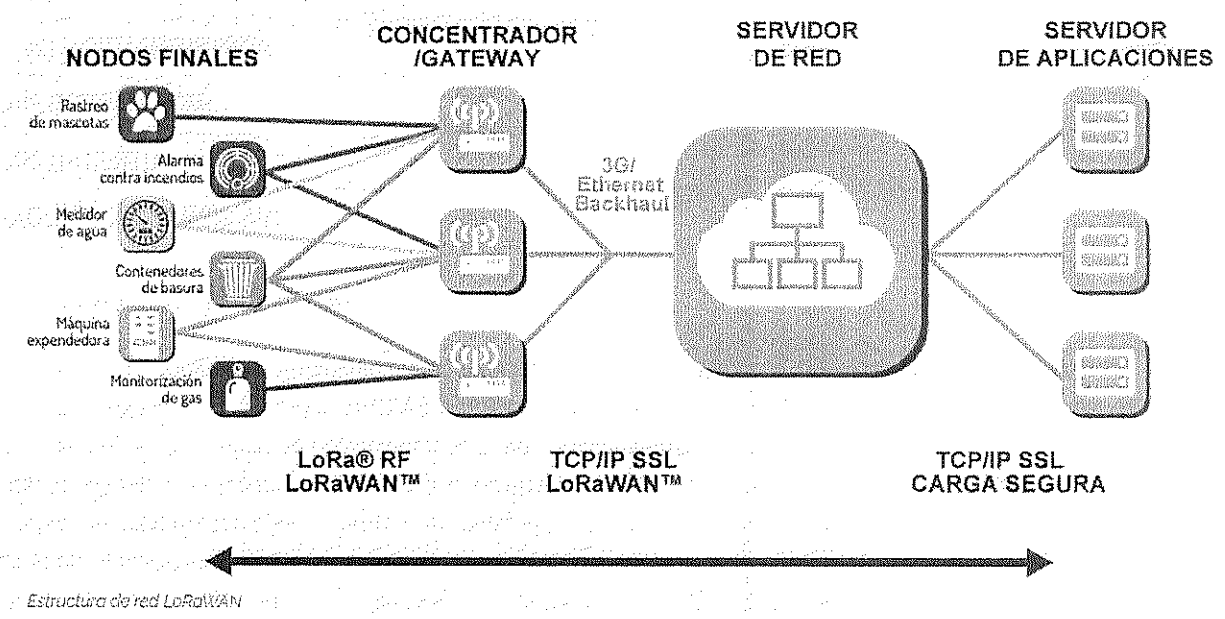 NODOS FINALES
CONCENTRADOR
/GATEWAY
SERVIDOR
DE RED
SERVIDOR
DE APLICACIONES
Rastreo
de mascotas
Alarma
contra incendios
Medidor
de agua
Contenedores
de basura
Máquina
expendedora
Monitorización
de gas
3G/
Ethernet
Backhaul
LoRa® RF
LoRaWAN™
TCP/IP SSL
LoRaWAN™
TCP/IP SSL
CARGA SEGURA
Estructura de red LoRaWAN